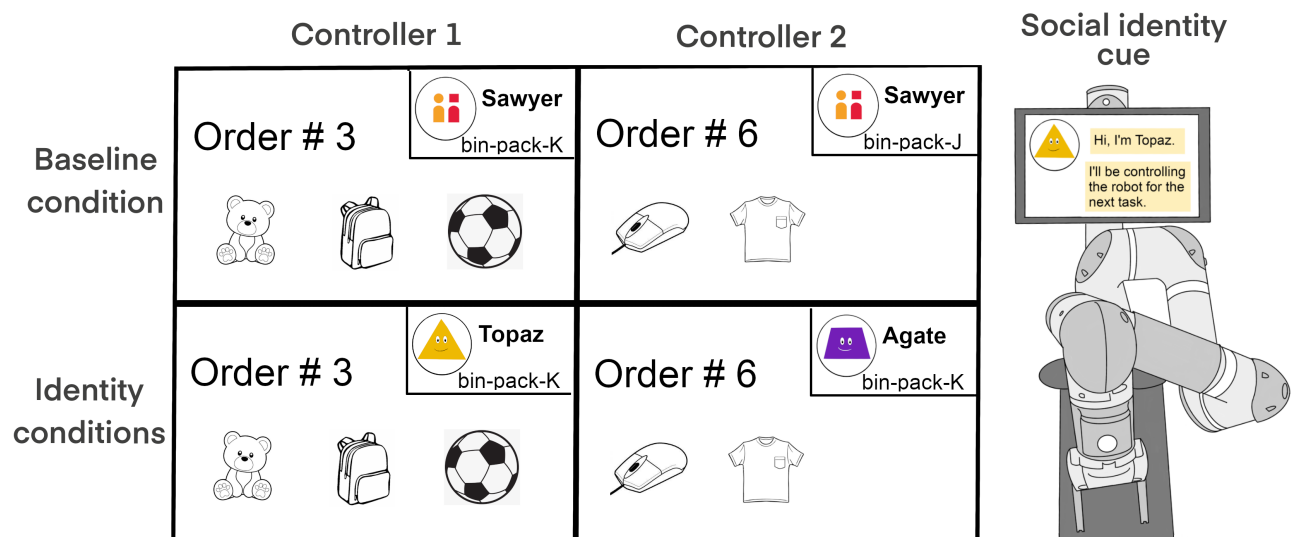 Controller 1
Controller 2
Social identity
cue
Baseline
condition
Order # 3
Sawyer
bin-pack-K
Order # 6
Sawyer
bin-pack-J
Hi, I'm Topaz.
I'll be controlling
the robot for the
next task.
Identity
conditions
Order # 3
Topaz
bin-pack-K
Order # 6
Agate
bin-pack-K